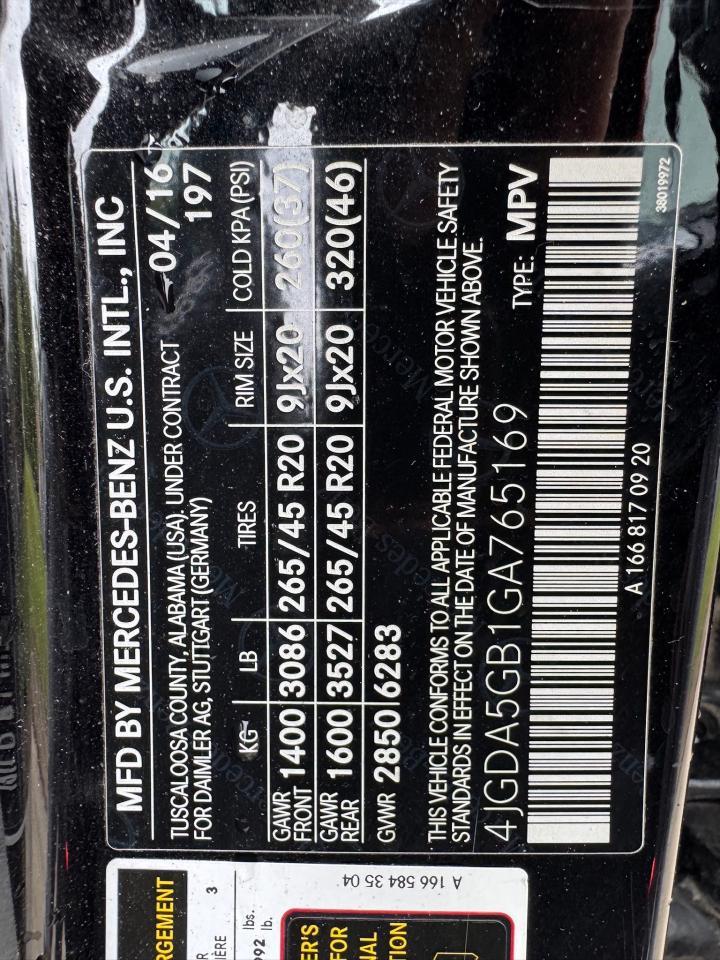 MFD BY MERCEDES-BENZ U.S. INTL., INC
TUSCALOOSA COUNTY, ALABAMA (USA). UNDER CONTRACT 04/16
FOR DAIMLER AG, STUTTGART (GERMANY) 197
KG LB TIRES RIM SIZE COLD KPA (PSI)
GAWR FRONT 1400 3086 265/45 R20 9Jx20 260(37)
GAWR REAR 1600 3527 265/45 R20 9Jx20 320(46)
GVWR 2850 6283
THIS VEHICLE CONFORMS TO ALL APPLICABLE FEDERAL MOTOR VEHICLE SAFETY
STANDARDS IN EFFECT ON THE DATE OF MANUFACTURE SHOWN ABOVE.
4JGDA5GB1GA765169 TYPE: MPV
A 166 817 09 20
38019972
A 166 584 35 04
RGEMENT
3
lbs.
lb.
FOR